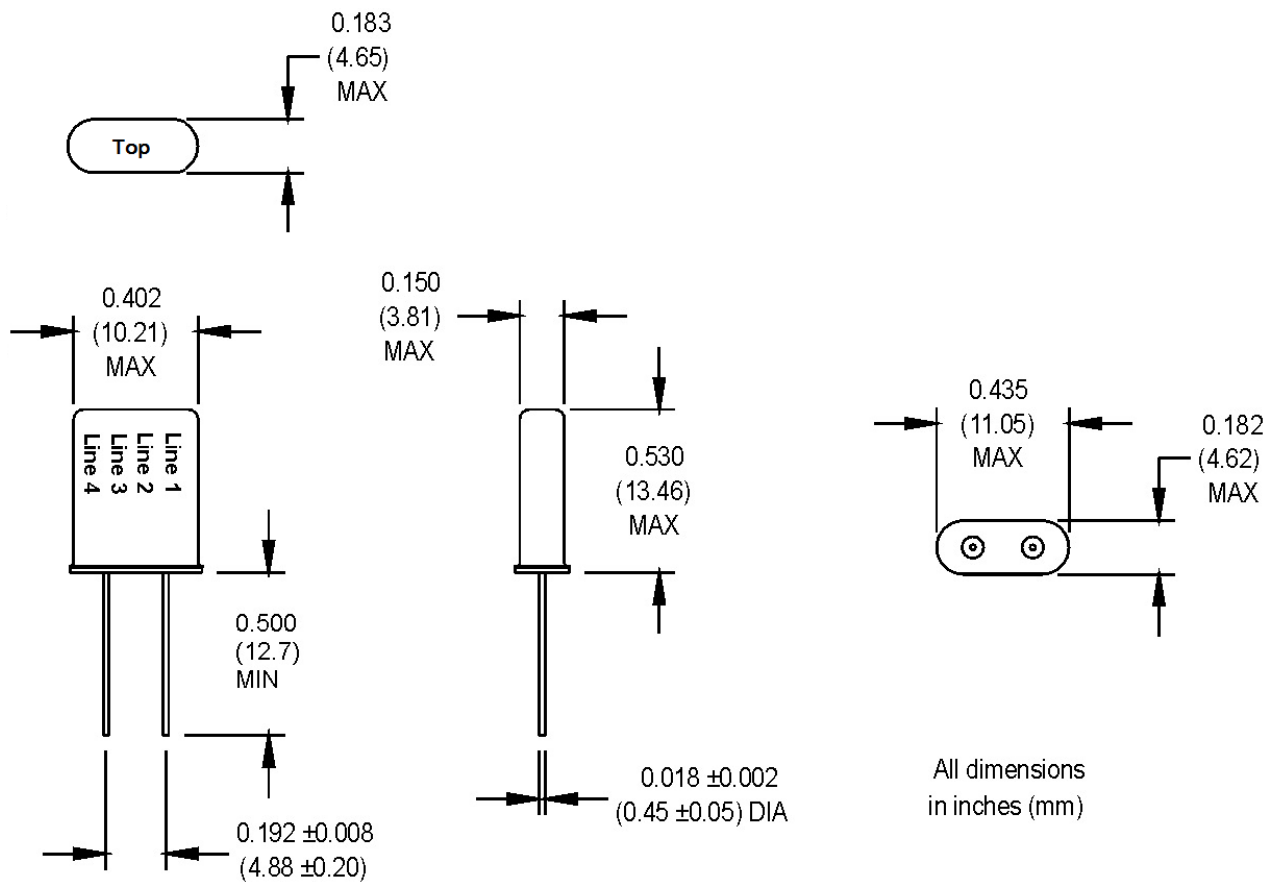 0.183
(4.65)
MAX
Top
0.402
(10.21)
MAX
Line 1
Line 2
Line 3
Line 4
0.500
(12.7)
MIN
0.192 ±0.008
(4.88 ±0.20)
0.150
(3.81)
MAX
0.530
(13.46)
MAX
0.018 ±0.002
(0.45 ±0.05) DIA
0.435
(11.05)
MAX
0.182
(4.62)
MAX
All dimensions
in inches (mm)